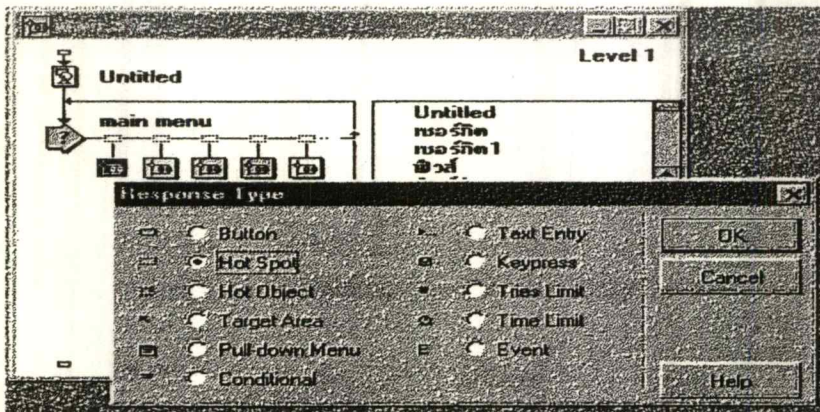 Level 1
Untitled
main menu
Untitled
ทรอร์กิต
ทรอร์กิต1
ฟิวส์
Response Type
Button
Text Entry
OK
Hot Spot
Keypress
Cancel
Hot Object
Tries Limit
Target Area
Time Limit
Pull-down Menu
Event
Conditional
Help